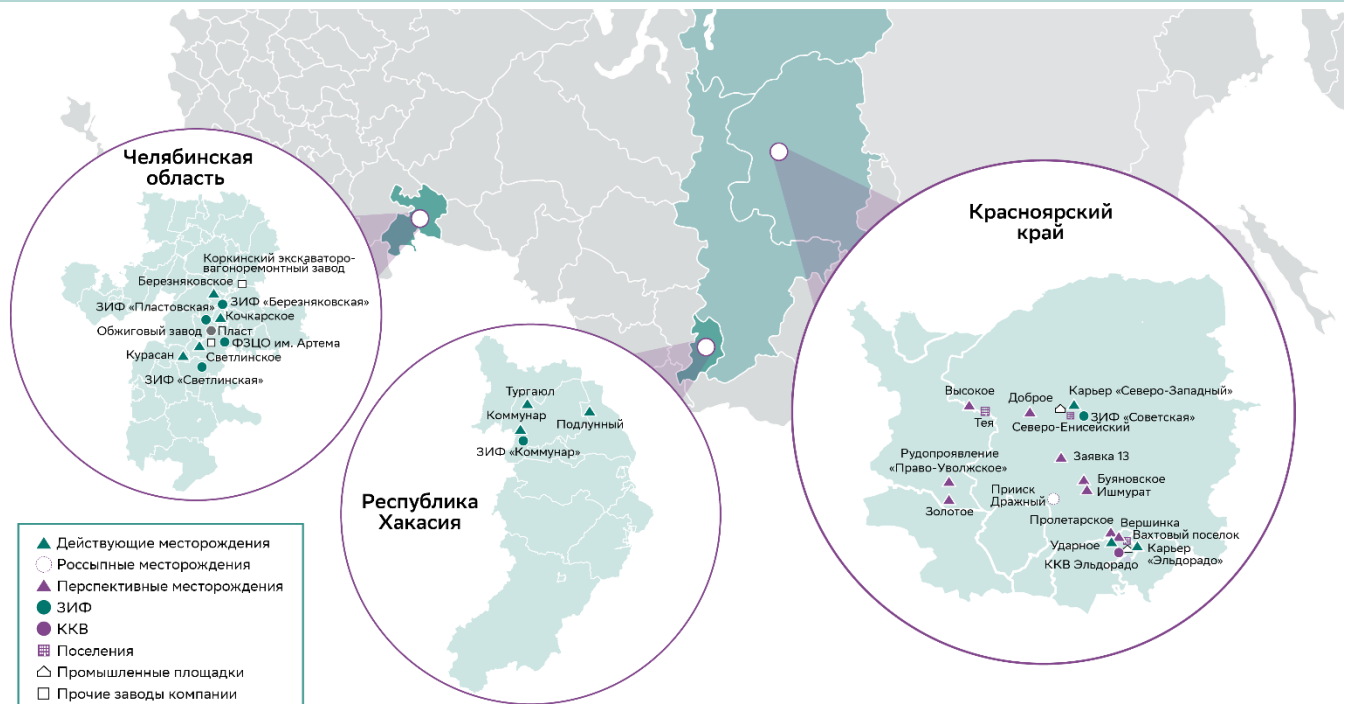 Челябинская
область
Коркинский экскаваторо-
вагоноремонтный завод
Березняковское
ЗИФ «Березняковская»
ЗИФ «Пластовская»
Кочкарское
Обжиговый завод
Пласт
ФЗЦО им. Артема
Курасан
Светлинское
ЗИФ «Светлинская»
Республика
Хакасия
Тургаюл
Коммунар
Подлунный
ЗИФ «Коммунар»
Красноярский
край
Высокое
Тея
Доброе
Карьер «Северо-Западный»
ЗИФ «Советская»
Северо-Енисейский
Рудопроявление
«Право-Уволжское»
Заявка 13
Золотое
Прииск
Дражный
Буяновское
Ишмурат
Пролетарское
Вершинка
Вахтовый поселок
Ударное
Карьер
«Эльдорадо»
ККВ Эльдорадо
Действующие месторождения
Россыпные месторождения
Перспективные месторождения
ЗИФ
ККВ
Поселения
Промышленные площадки
Прочие заводы компании